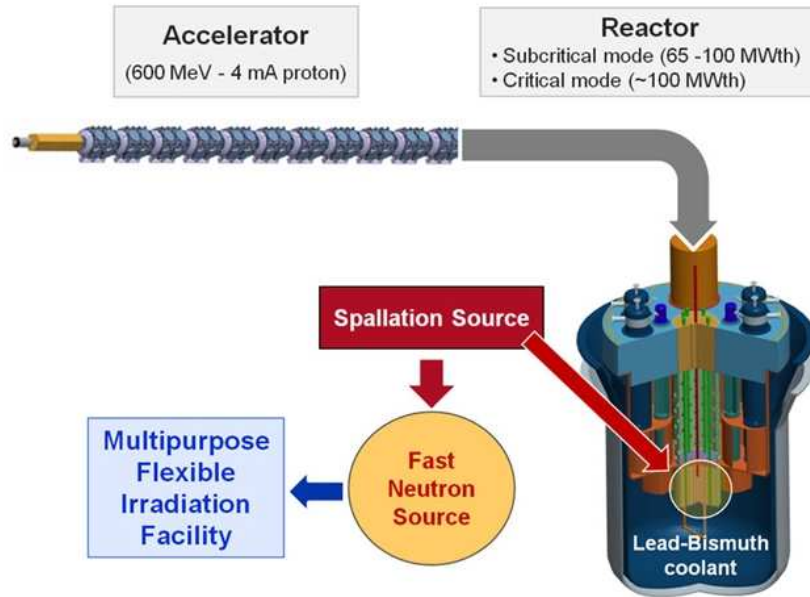 Accelerator
(600 MeV - 4 mA proton)
Reactor
• Subcritical mode (65 -100 MWth)
• Critical mode (~100 MWth)
Spallation Source
Multipurpose
Flexible
Irradiation
Facility
Fast
Neutron
Source
Lead-Bismuth
coolant